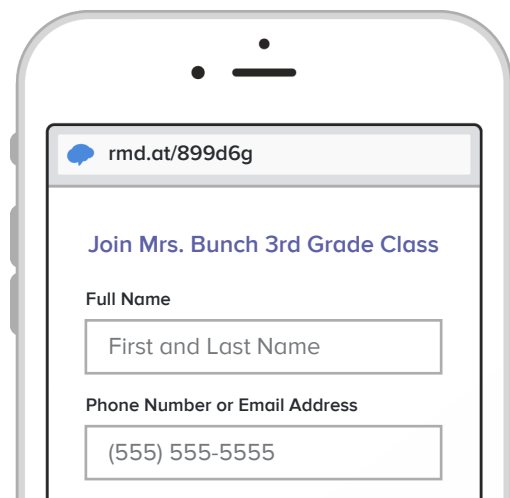 rmd.at/899d6g
Join Mrs. Bunch 3rd Grade Class
Full Name
First and Last Name
Phone Number or Email Address
(555) 555-5555